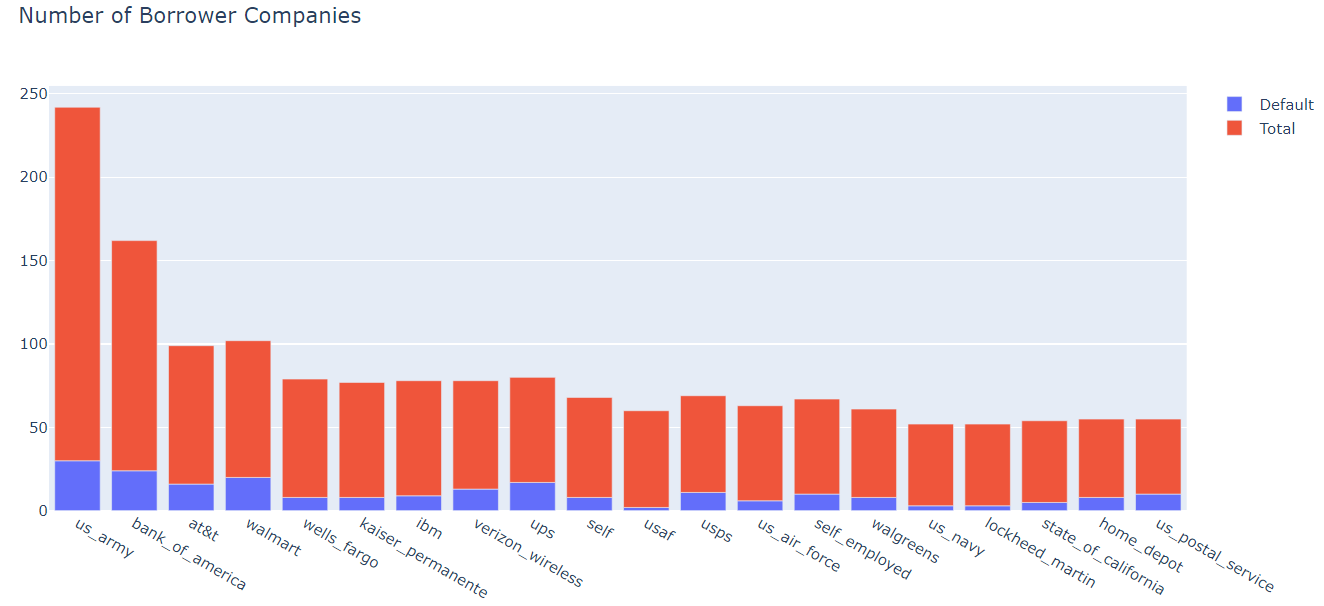 Number of Borrower Companies
250
200
150
100
50
0
Default
Total
us_army
bank_of_america
at&t
walmart
wells_fargo
kaiser_permanente
ibm
verizon_wireless
ups
self
usaf
usps
us_air_force
self_employed
walgreens
us_navy
lockheed_martin
state_of_california
home_depot
us_postal_service